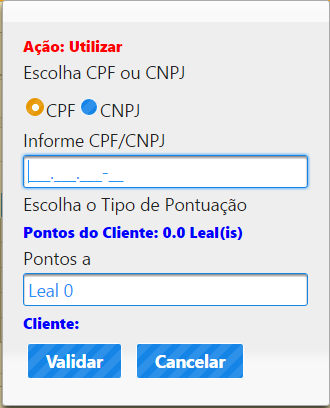 Ação: Utilizar
Escolha CPF ou CNPJ
CPF CNPJ
Informe CPF/CNPJ
___.___.___-__
Escolha o Tipo de Pontuação
Pontos do Cliente: 0.0 Leal(is)
Pontos a
Leal 0
Cliente:
Validar Cancelar